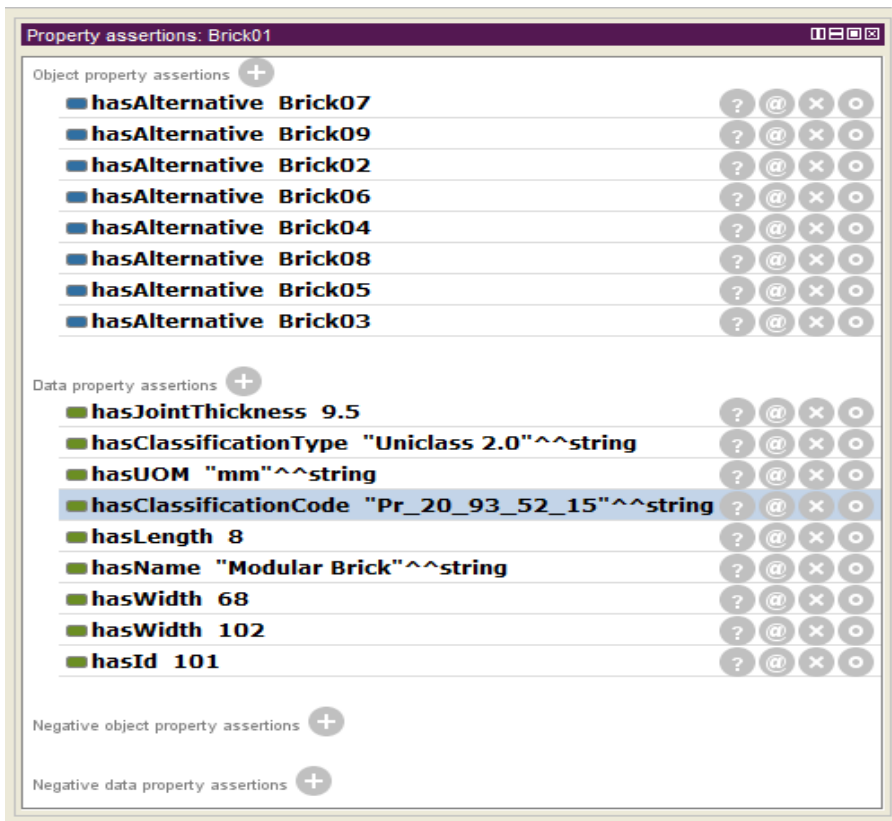 Property assertions: Brick01
Object property assertions
hasAlternative Brick07
hasAlternative Brick09
hasAlternative Brick02
hasAlternative Brick06
hasAlternative Brick04
hasAlternative Brick08
hasAlternative Brick05
hasAlternative Brick03
Data property assertions
hasJointThickness 9.5
hasClassificationType "Uniclass 2.0"^^string
hasUOM "mm"^^string
hasClassificationCode "Pr_20_93_52_15"^^string
hasLength 8
hasName "Modular Brick"^^string
hasWidth 68
hasWidth 102
hasId 101
Negative object property assertions
Negative data property assertions